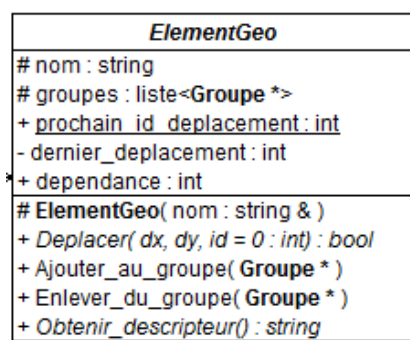 ElementGeo
# nom : string
# groupes : liste<Groupe *>
+ prochain_id_deplacement : int
- dernier_deplacement : int
+ dependance : int
# ElementGeo( nom : string & )
+ Deplacer( dx, dy, id = 0 : int) : bool
+ Ajouter_au_groupe( Groupe * )
+ Enlever_du_groupe( Groupe * )
+ Obtenir_descripteur() : string